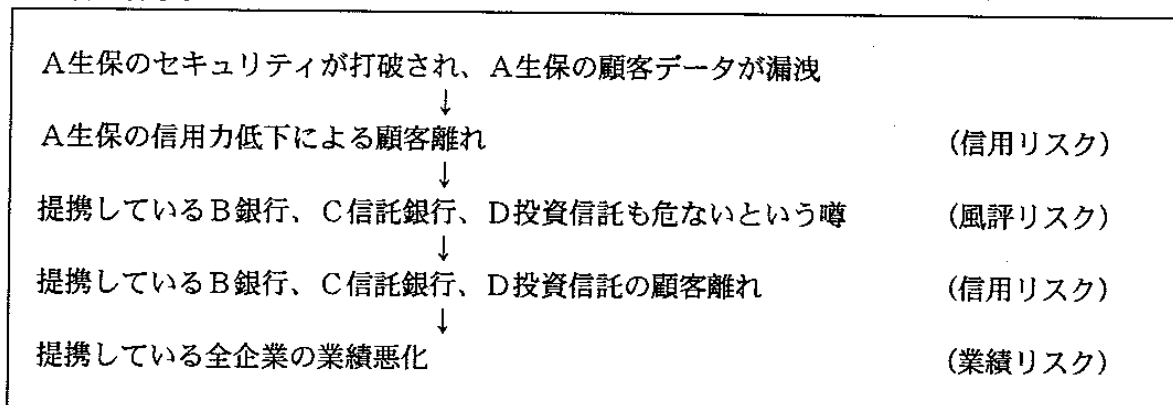 A生保のセキュリティが打破され、A生保の顧客データが漏洩
↓
A生保の信用力低下による顧客離れ (信用リスク)
↓
提携しているB銀行、C信託銀行、D投資信託も危ないという噂 (風評リスク)
↓
提携しているB銀行、C信託銀行、D投資信託の顧客離れ (信用リスク)
↓
提携している全企業の業績悪化 (業績リスク)